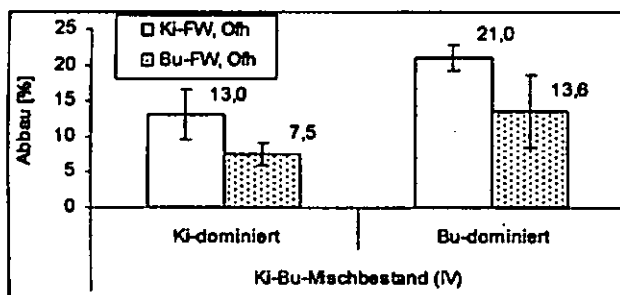 25
20
15
10
5
0
Abbau [%]
Ki-FW, Ofh
Bu-FW, Ofh
13,0
7,5
21,0
13,6
Ki-dominiert
Bu-dominiert
Ki-Bu-Mischbestand (IV)